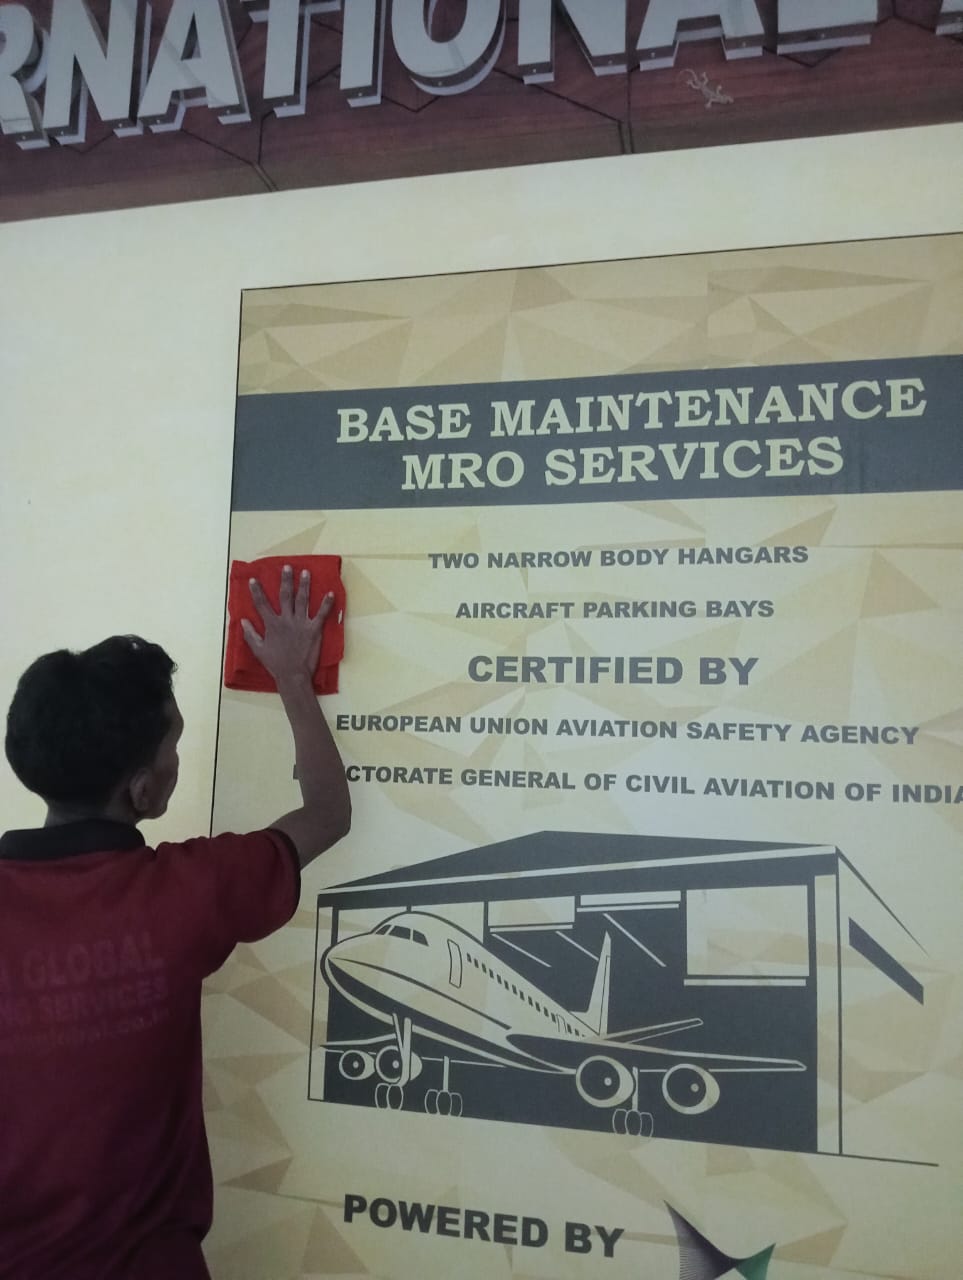 RNATIONAL
BASE MAINTENANCE
MRO SERVICES
TWO NARROW BODY HANGARS
AIRCRAFT PARKING BAYS
CERTIFIED BY
EUROPEAN UNION AVIATION SAFETY AGENCY
CTORATE GENERAL OF CIVIL AVIATION OF INDIA
GLOBAL
SERVICES
POWERED BY